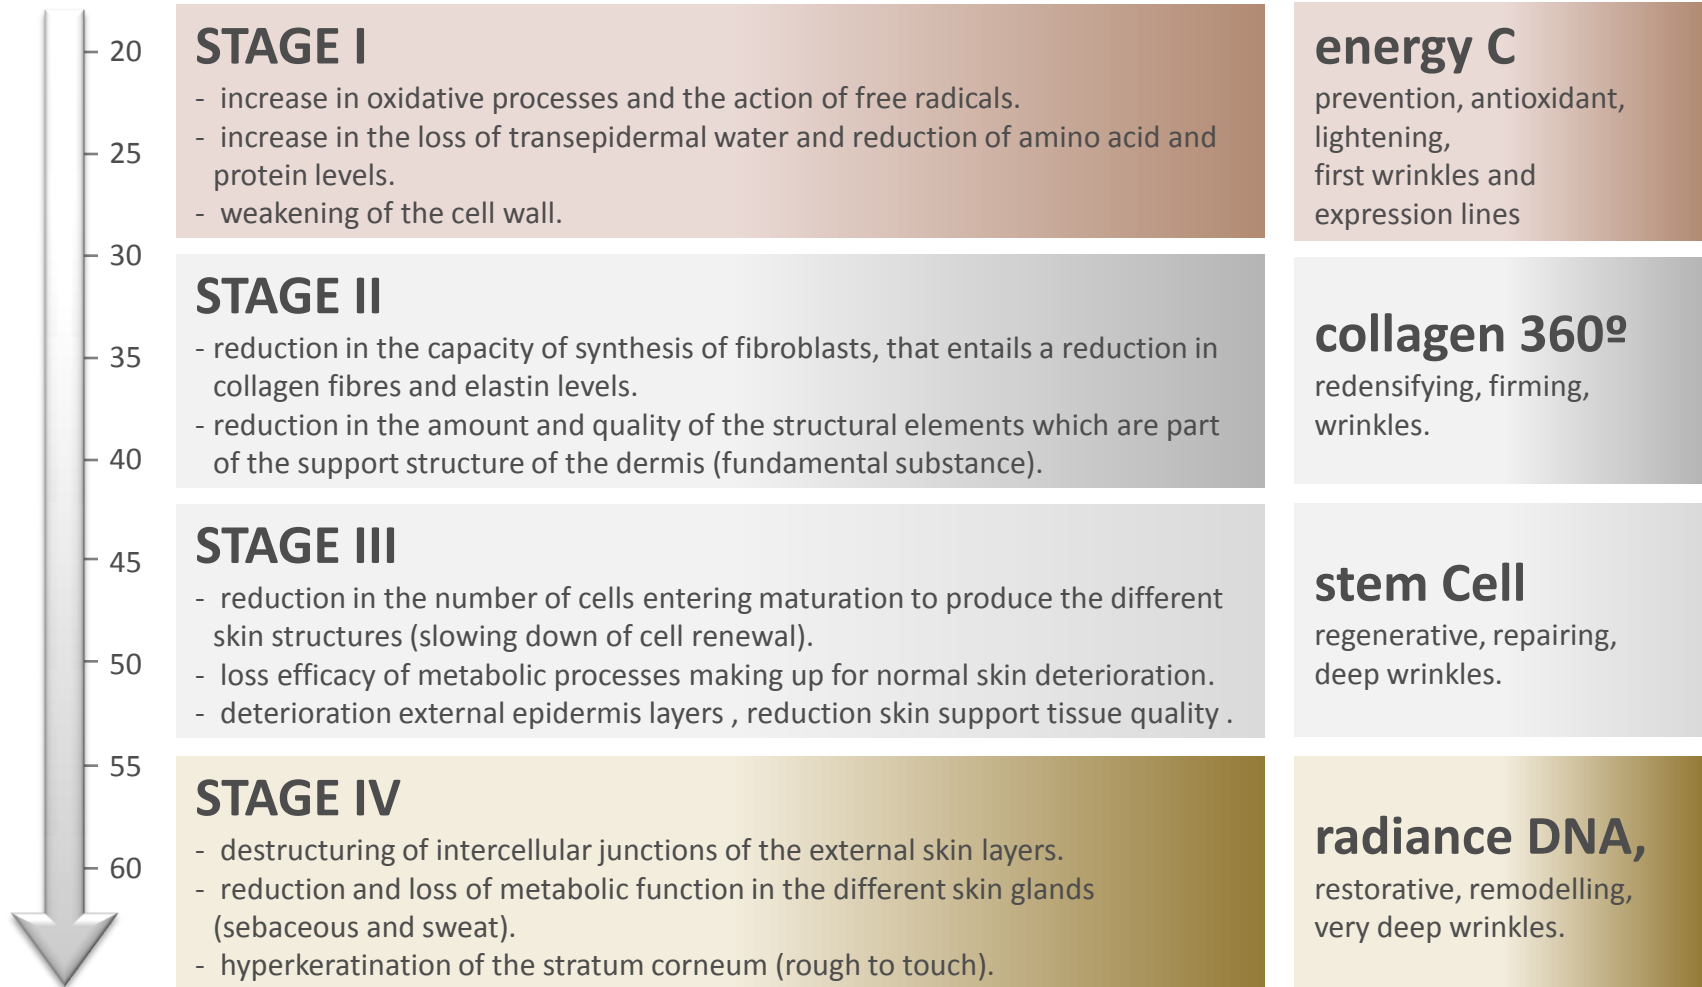 20
25
30
35
40
45
50
55
60
STAGE I
- increase in oxidative processes and the action of free radicals.
- increase in the loss of transepidermal water and reduction of amino acid and
protein levels.
- weakening of the cell wall.
energy C
prevention, antioxidant,
lightening,
first wrinkles and
expression lines
STAGE II
- reduction in the capacity of synthesis of fibroblasts, that entails a reduction in
collagen fibres and elastin levels.
- reduction in the amount and quality of the structural elements which are part
of the support structure of the dermis (fundamental substance).
collagen 360º
redensifying, firming,
wrinkles.
STAGE III
- reduction in the number of cells entering maturation to produce the different
skin structures (slowing down of cell renewal).
- loss efficacy of metabolic processes making up for normal skin deterioration.
- deterioration external epidermis layers , reduction skin support tissue quality .
stem Cell
regenerative, repairing,
deep wrinkles.
STAGE IV
- destructuring of intercellular junctions of the external skin layers.
- reduction and loss of metabolic function in the different skin glands
(sebaceous and sweat).
- hyperkeratination of the stratum corneum (rough to touch).
radiance DNA,
restorative, remodelling,
very deep wrinkles.